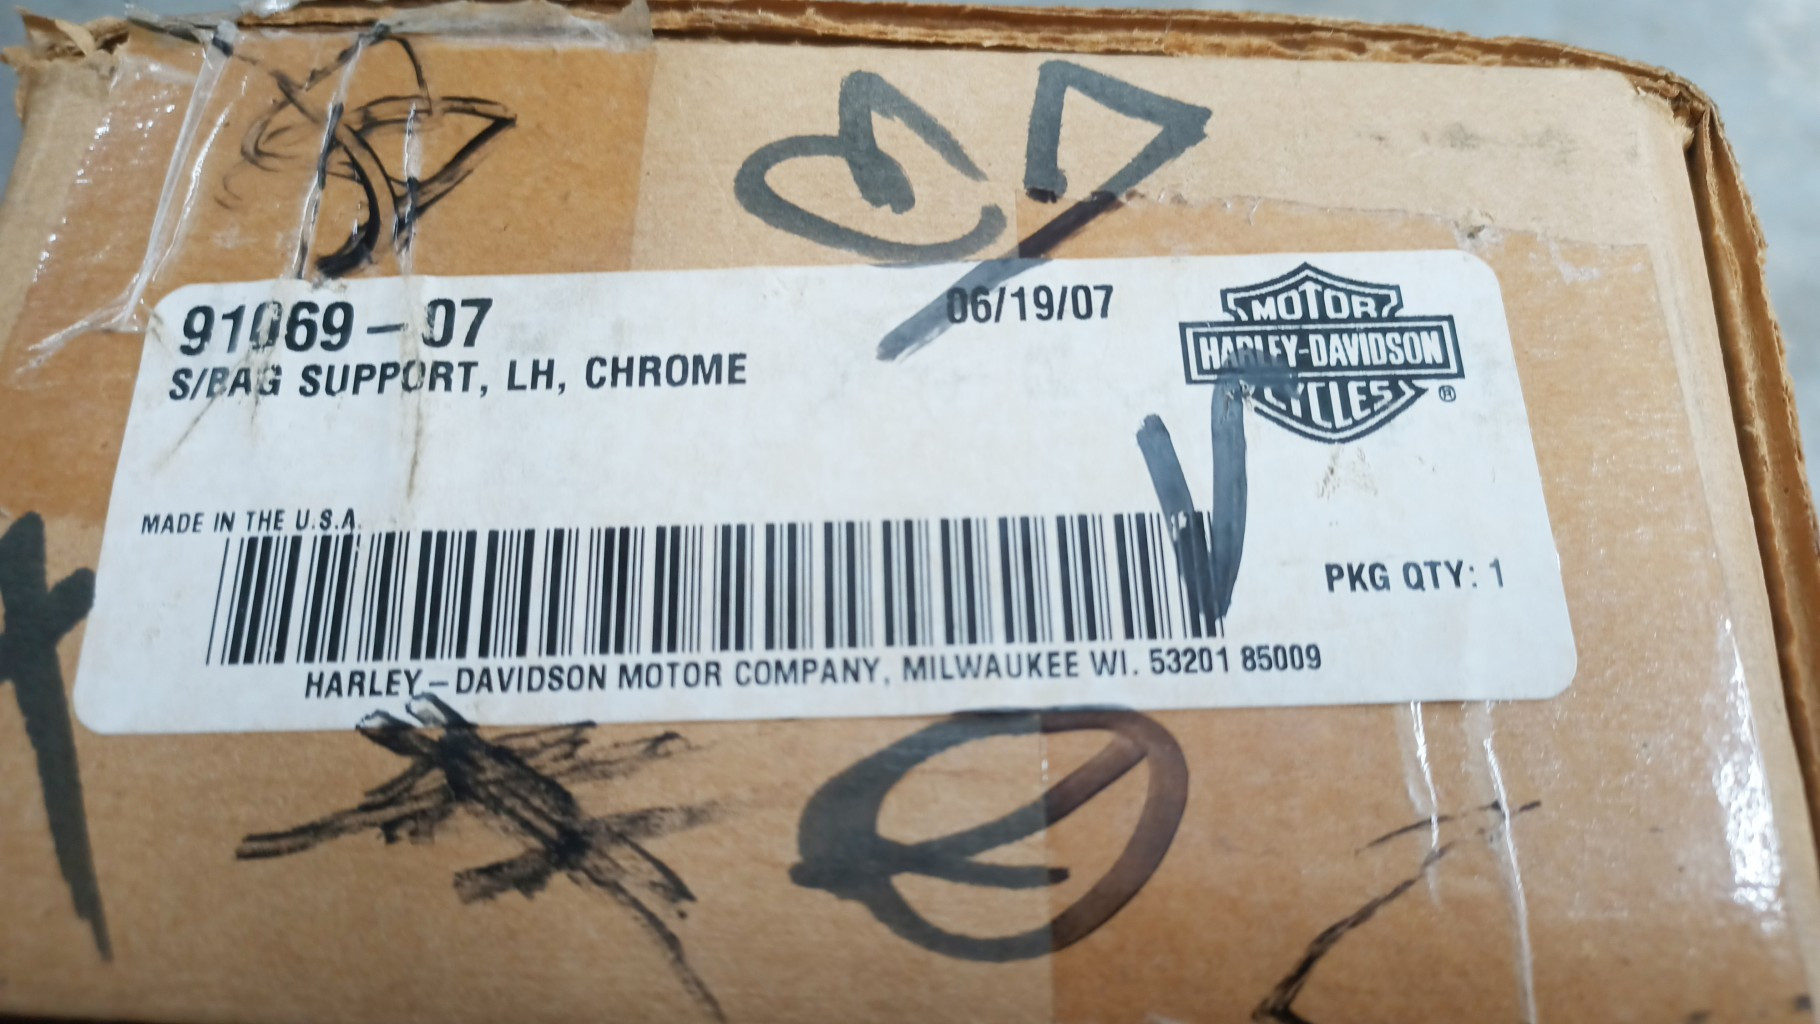 91069-07
06/19/07
S/BAG SUPPORT, LH, CHROME
MOTOR
HARLEY-DAVIDSON
CYCLES ®
MADE IN THE U.S.A.
PKG QTY: 1
HARLEY-DAVIDSON MOTOR COMPANY, MILWAUKEE WI. 53201 85009